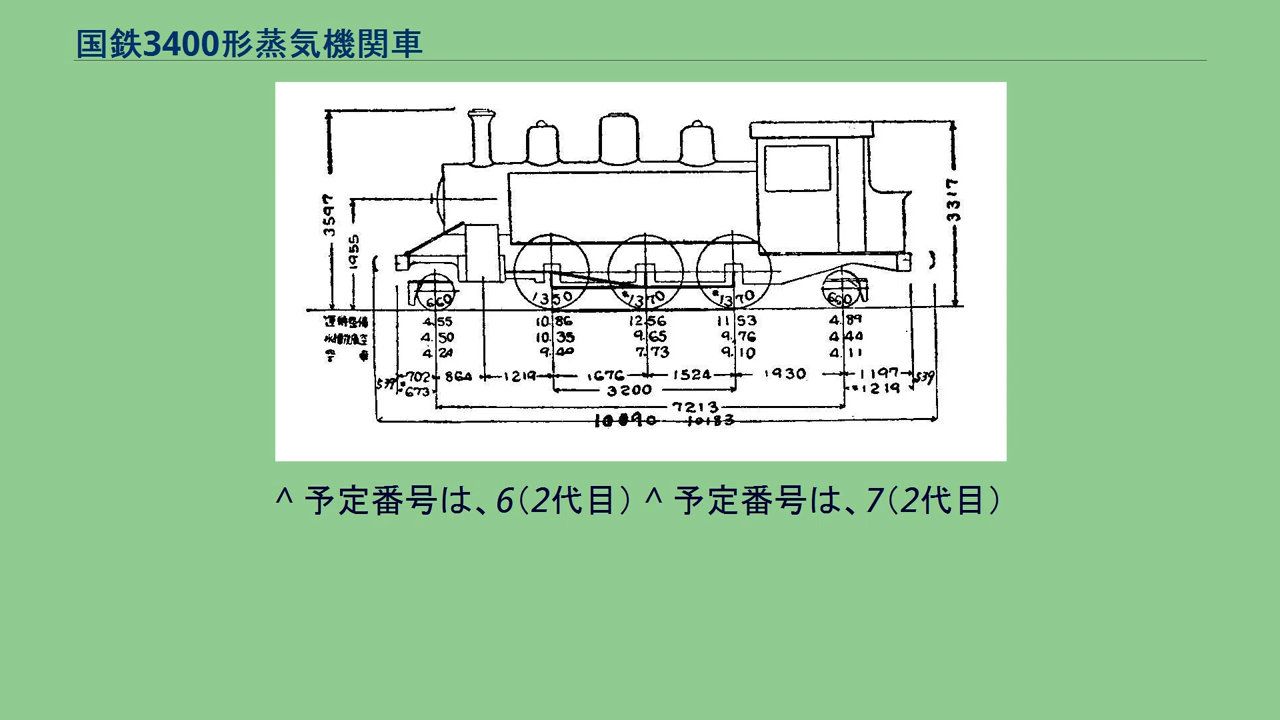 国鉄3400形蒸気機関車
3597
1955
3317
660 1350 *1370 *1370 660
4.55 10.86 12.56 11.53 4.89
4.50 10.35 9.65 9.76 4.44
4.24 9.40 7.73 9.10 4.11
539 702 864 1219 1676 1524 1930 1197 539
*673 3200 *1219
7213
10183
^ 予定番号は、6（2代目） ^ 予定番号は、7（2代目）